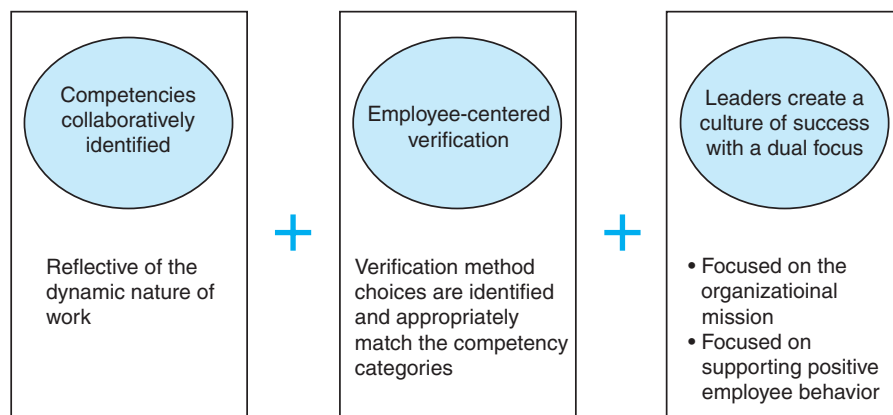 Competencies
collaboratively
identified
Reflective of the
dynamic nature of
work
+
Employee-centered
verification
Verification method
choices are identified
and appropriately
match the competency
categories
+
Leaders create a
culture of success
with a dual focus
• Focused on the
organizatioinal
mission
• Focused on
supporting positive
employee behavior